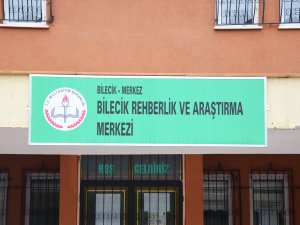 BİLECİK - MERKEZ
BİLECİK REHBERLİK VE ARAŞTIRMA
MERKEZİ
HOŞ GELDİNİZ